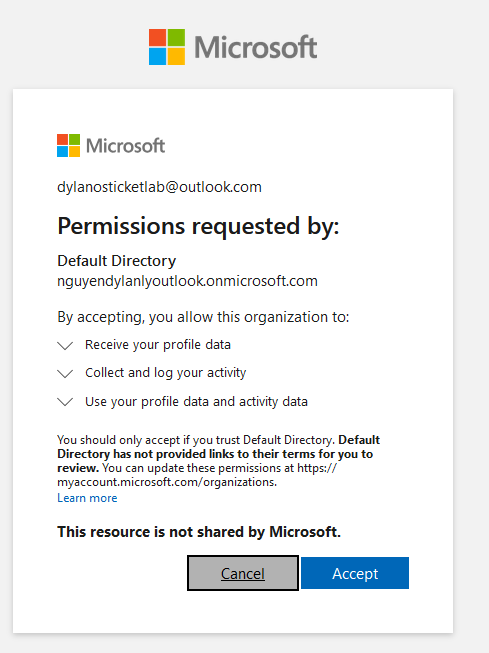 Microsoft
Microsoft
dylanosticketlab@outlook.com
Permissions requested by:
Default Directory
nguyendylanlyoutlook.onmicrosoft.com
By accepting, you allow this organization to:
Receive your profile data
Collect and log your activity
Use your profile data and activity data
You should only accept if you trust Default Directory. Default
Directory has not provided links to their terms for you to
review. You can update these permissions at https://
myaccount.microsoft.com/organizations.
Learn more
This resource is not shared by Microsoft.
Cancel
Accept